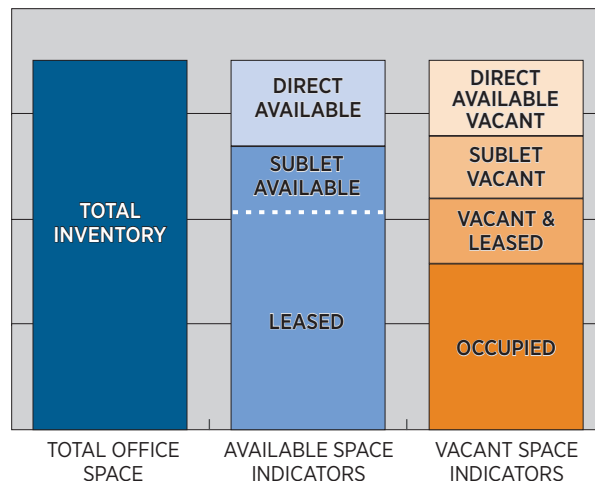 TOTAL
INVENTORY
DIRECT
AVAILABLE
SUBLET
AVAILABLE
LEASED
DIRECT
AVAILABLE
VACANT
SUBLET
VACANT
VACANT &
LEASED
OCCUPIED
TOTAL OFFICE
SPACE
AVAILABLE SPACE
INDICATORS
VACANT SPACE
INDICATORS